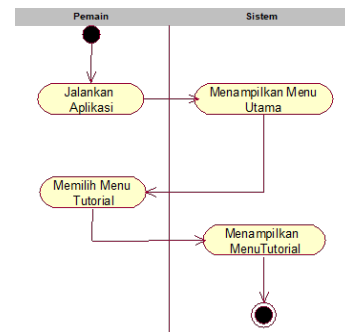 Pemain
Sistem
Jalankan
Aplikasi
Menampilkan Menu
Utama
Memilih Menu
Tutorial
Menampilkan
MenuTutorial